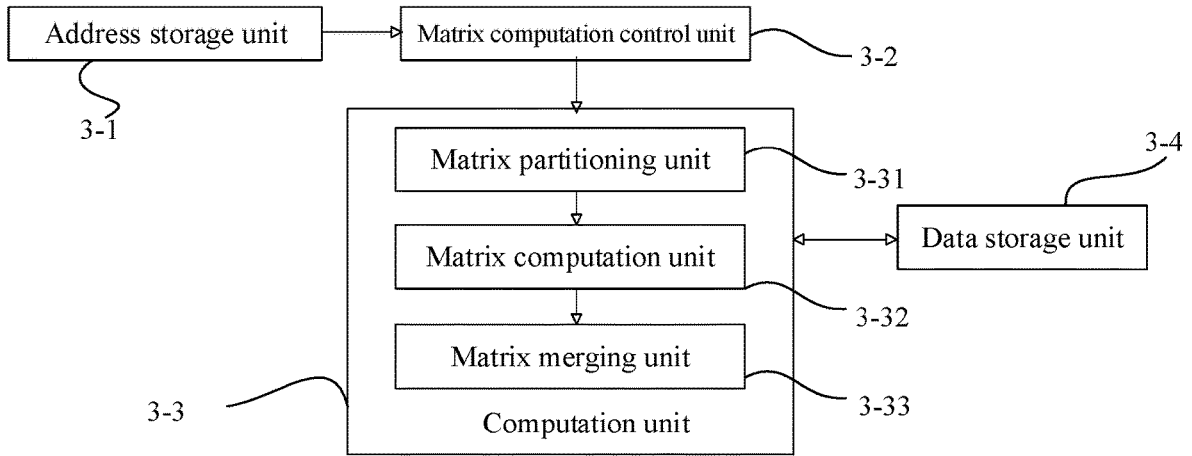 Address storage unit
Matrix computation control unit
3-2
3-1
Matrix partitioning unit
3-31
3-4
Matrix computation unit
Data storage unit
3-32
Matrix merging unit
3-33
3-3
Computation unit